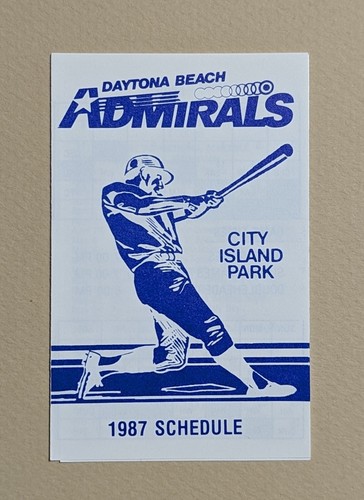 DAYTONA BEACH
ADMIRALS
CITY
ISLAND
PARK
1987 SCHEDULE